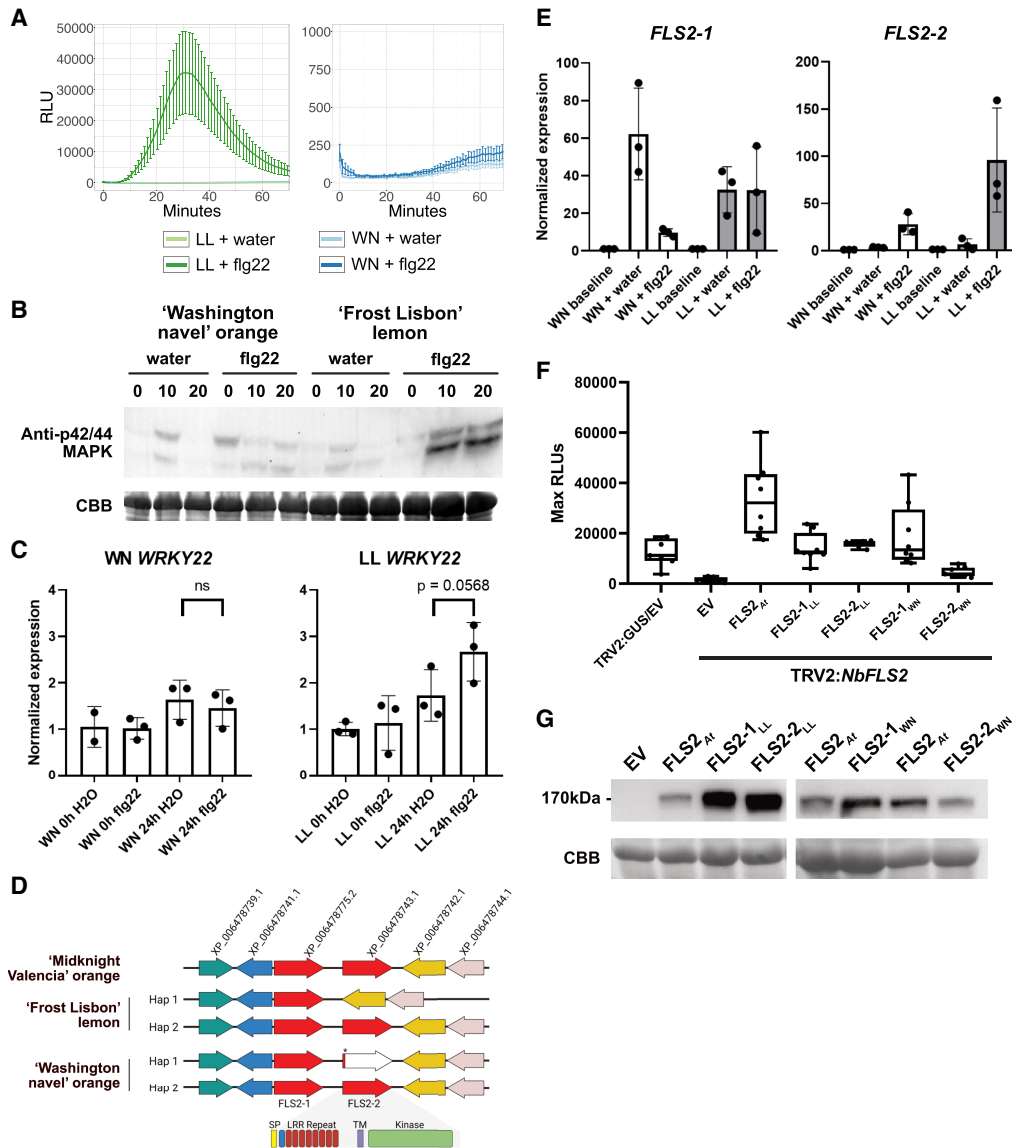 A
50000
40000
30000
20000
10000
0
RLU
0 20 40 60
Minutes
1000
750
500
250
0
0 20 40 60
Minutes
LL + water
LL + flg22
WN + water
WN + flg22
B
'Washington
navel' orange
'Frost Lisbon'
lemon
water flg22 water flg22
0 10 20 0 10 20 0 10 20 0 10 20
Anti-p42/44
MAPK
CBB
C
WN WRKY22
Normalized expression
4
3
2
1
0
ns
WN 0h H2O
WN 0h flg22
WN 24h H2O
WN 24h flg22
LL WRKY22
p = 0.0568
4
3
2
1
0
LL 0h H2O
LL 0h flg22
LL 24h H2O
LL 24h flg22
D
XP_006478739.1
XP_006478741.1
XP_006478775.2
XP_006478743.1
XP_006478742.1
XP_006478744.1
'Midknight
Valencia' orange
'Frost Lisbon'
lemon
Hap 1
Hap 2
'Washington
navel' orange
Hap 1
*
Hap 2
FLS2-1
FLS2-2
SP LRR Repeat TM Kinase
E
FLS2-1
Normalized expression
100
80
60
40
20
0
WN baseline
WN + water
WN + flg22
LL baseline
LL + water
LL + flg22
FLS2-2
200
150
100
50
0
WN baseline
WN + water
WN + flg22
LL baseline
LL + water
LL + flg22
F
Max RLUs
80000
60000
40000
20000
0
TRV2:GUS/EV
EV
FLS2At
FLS2-1LL
FLS2-2LL
FLS2-1WN
FLS2-2WN
TRV2:NbFLS2
G
EV
FLS2At
FLS2-1LL
FLS2-2LL
FLS2At
FLS2-1WN
FLS2At
FLS2-2WN
170kDa
CBB